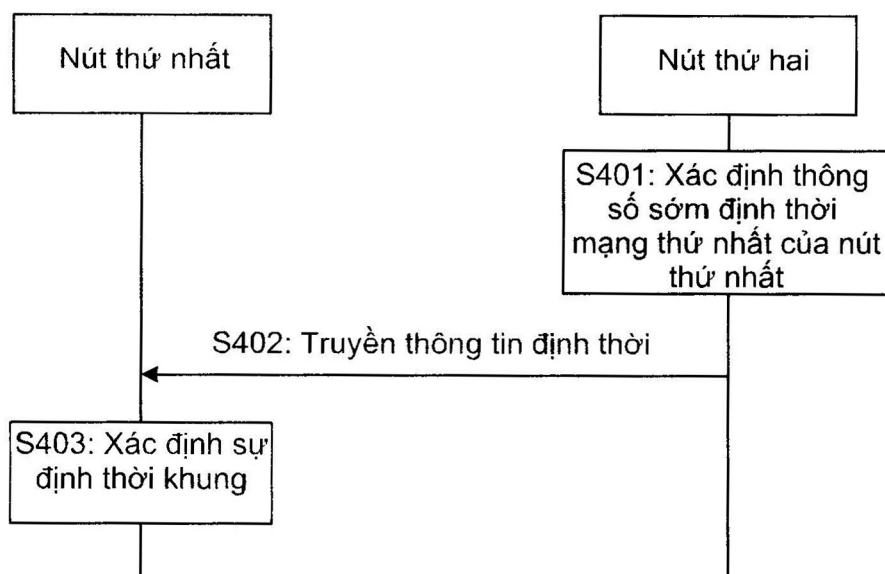 Nút thứ nhất
Nút thứ hai
S401: Xác định thông
số sớm định thời
mạng thứ nhất của nút
thứ nhất
S402: Truyền thông tin định thời
S403: Xác định sự
định thời khung